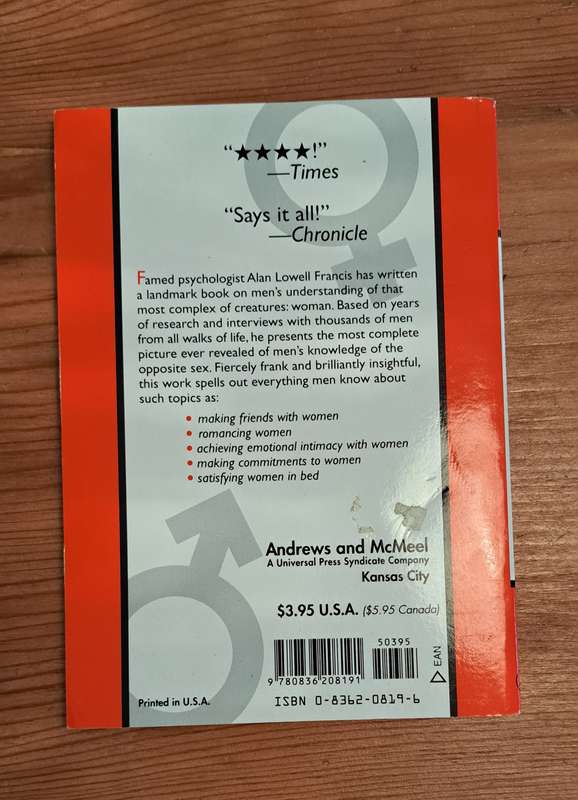 “★★★★!”
—Times
“Says it all!”
—Chronicle
Famed psychologist Alan Lowell Francis has written
a landmark book on men’s understanding of that
most complex of creatures: woman. Based on years
of research and interviews with thousands of men
from all walks of life, he presents the most complete
picture ever revealed of men’s knowledge of the
opposite sex. Fiercely frank and brilliantly insightful,
this work spells out everything men know about
such topics as:
• making friends with women
• romancing women
• achieving emotional intimacy with women
• making commitments to women
• satisfying women in bed
Andrews and McMeel
A Universal Press Syndicate Company
Kansas City
$3.95 U.S.A. ($5.95 Canada)
50395
EAN
9 780836 208191
Printed in U.S.A.
ISBN 0-8362-0819-6